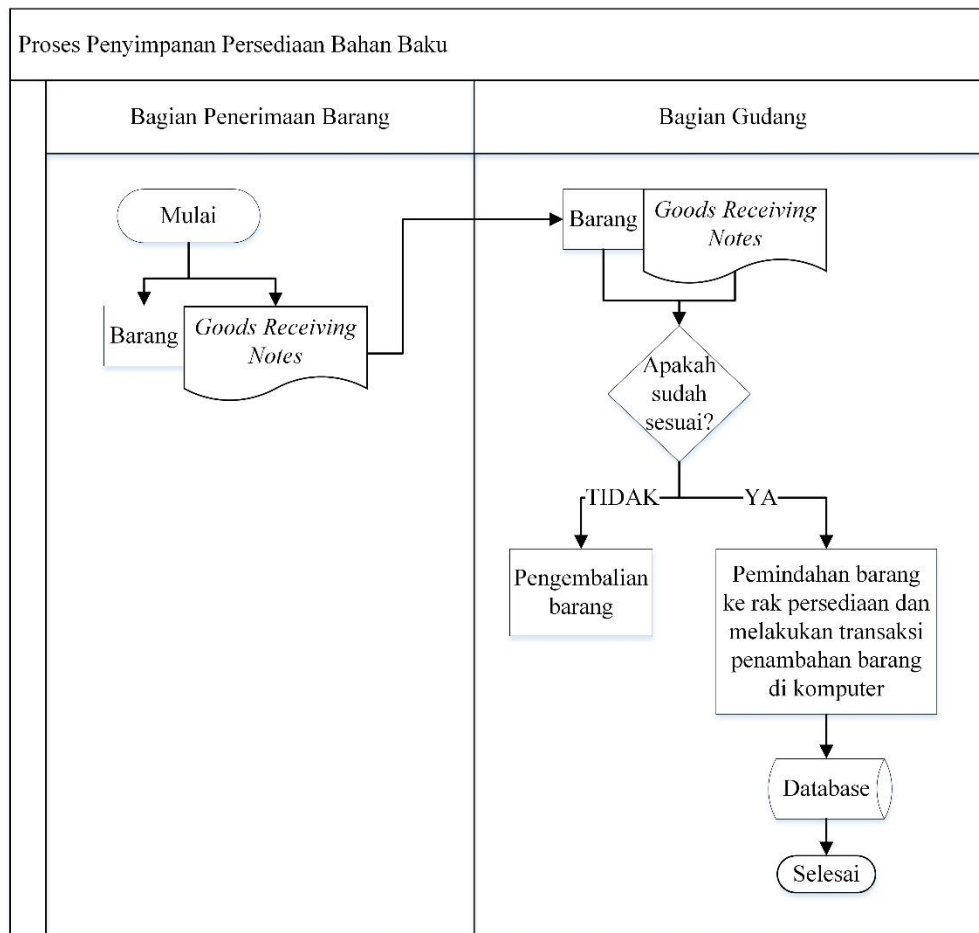 Proses Penyimpanan Persediaan Bahan Baku
Bagian Penerimaan Barang
Bagian Gudang
Mulai
Barang
Goods Receiving
Notes
Barang
Goods Receiving
Notes
Apakah
sudah
sesuai?
TIDAK
YA
Pengembalian
barang
Pemindahan barang
ke rak persediaan dan
melakukan transaksi
penambahan barang
di komputer
Database
Selesai